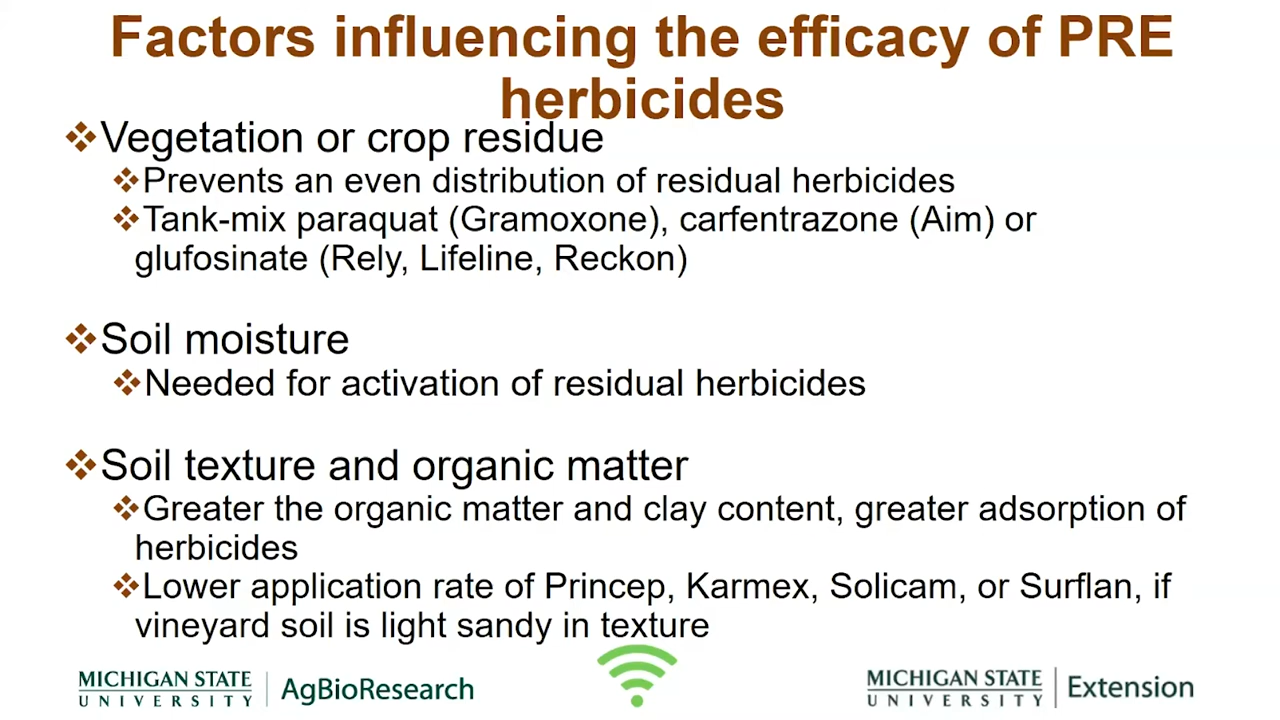 Factors influencing the efficacy of PRE
herbicides
❖Vegetation or crop residue
❖Prevents an even distribution of residual herbicides
❖Tank-mix paraquat (Gramoxone), carfentrazone (Aim) or
glufosinate (Rely, Lifeline, Reckon)
❖Soil moisture
❖Needed for activation of residual herbicides
❖Soil texture and organic matter
❖Greater the organic matter and clay content, greater adsorption of
herbicides
❖Lower application rate of Princep, Karmex, Solicam, or Surflan, if
vineyard soil is light sandy in texture
MICHIGAN STATE
UNIVERSITY
AgBioResearch
MICHIGAN STATE
UNIVERSITY
Extension